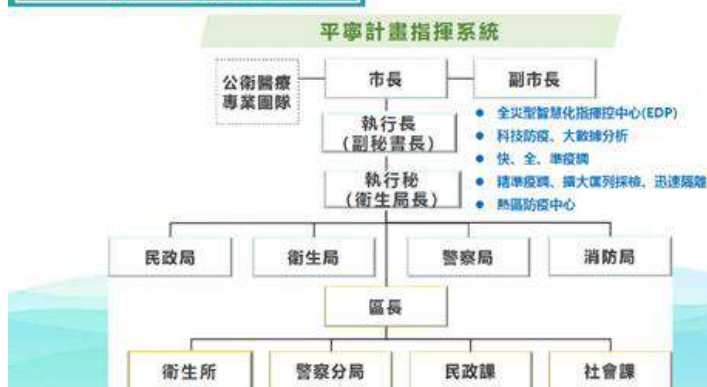 平寧計畫指揮系統
公衛醫療
專業團隊
市長
副市長
執行長
(副秘書長)
執行秘
(衛生局長)
全災型智慧化指揮控中心(EDP)
科技防疫、大數據分析
快、全、準疫調
精準疫調、擴大匡列採檢、迅速隔離
熱區防疫中心
民政局
衛生局
警察局
消防局
區長
衛生所
警察分局
民政課
社會課